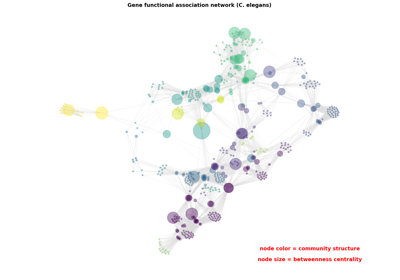 Gene functional association network (C. elegans)
node color = community structure
node size = betweenness centrality